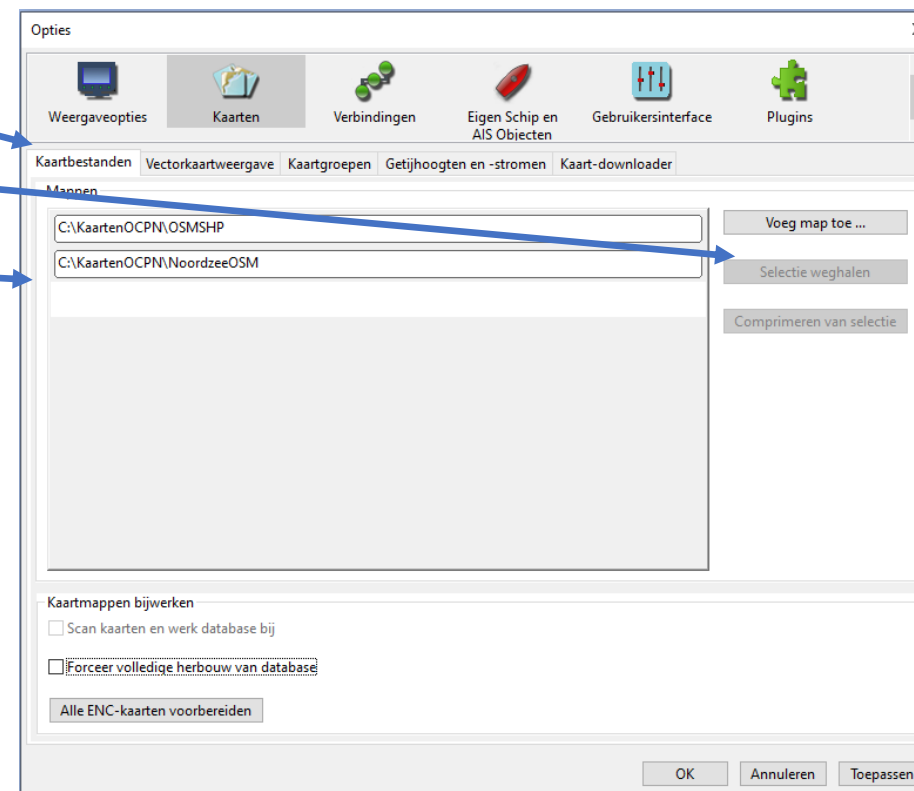 Opties
Weergaveopties
Kaarten
Verbindingen
Eigen Schip en
AIS Objecten
Gebruikersinterface
Plugins
Kaartbestanden
Vectorkaartweergave
Kaartgroepen
Getijhoogten en -stromen
Kaart-downloader
Mappen
C:\KaartenOCPN\OSMSHP
C:\KaartenOCPN\NoordzeeOSM
Voeg map toe ...
Selectie weghalen
Comprimeren van selectie
Kaartmappen bijwerken
Scan kaarten en werk database bij
Forceer volledige herbouw van database
Alle ENC-kaarten voorbereiden
OK
Annuleren
Toepassen